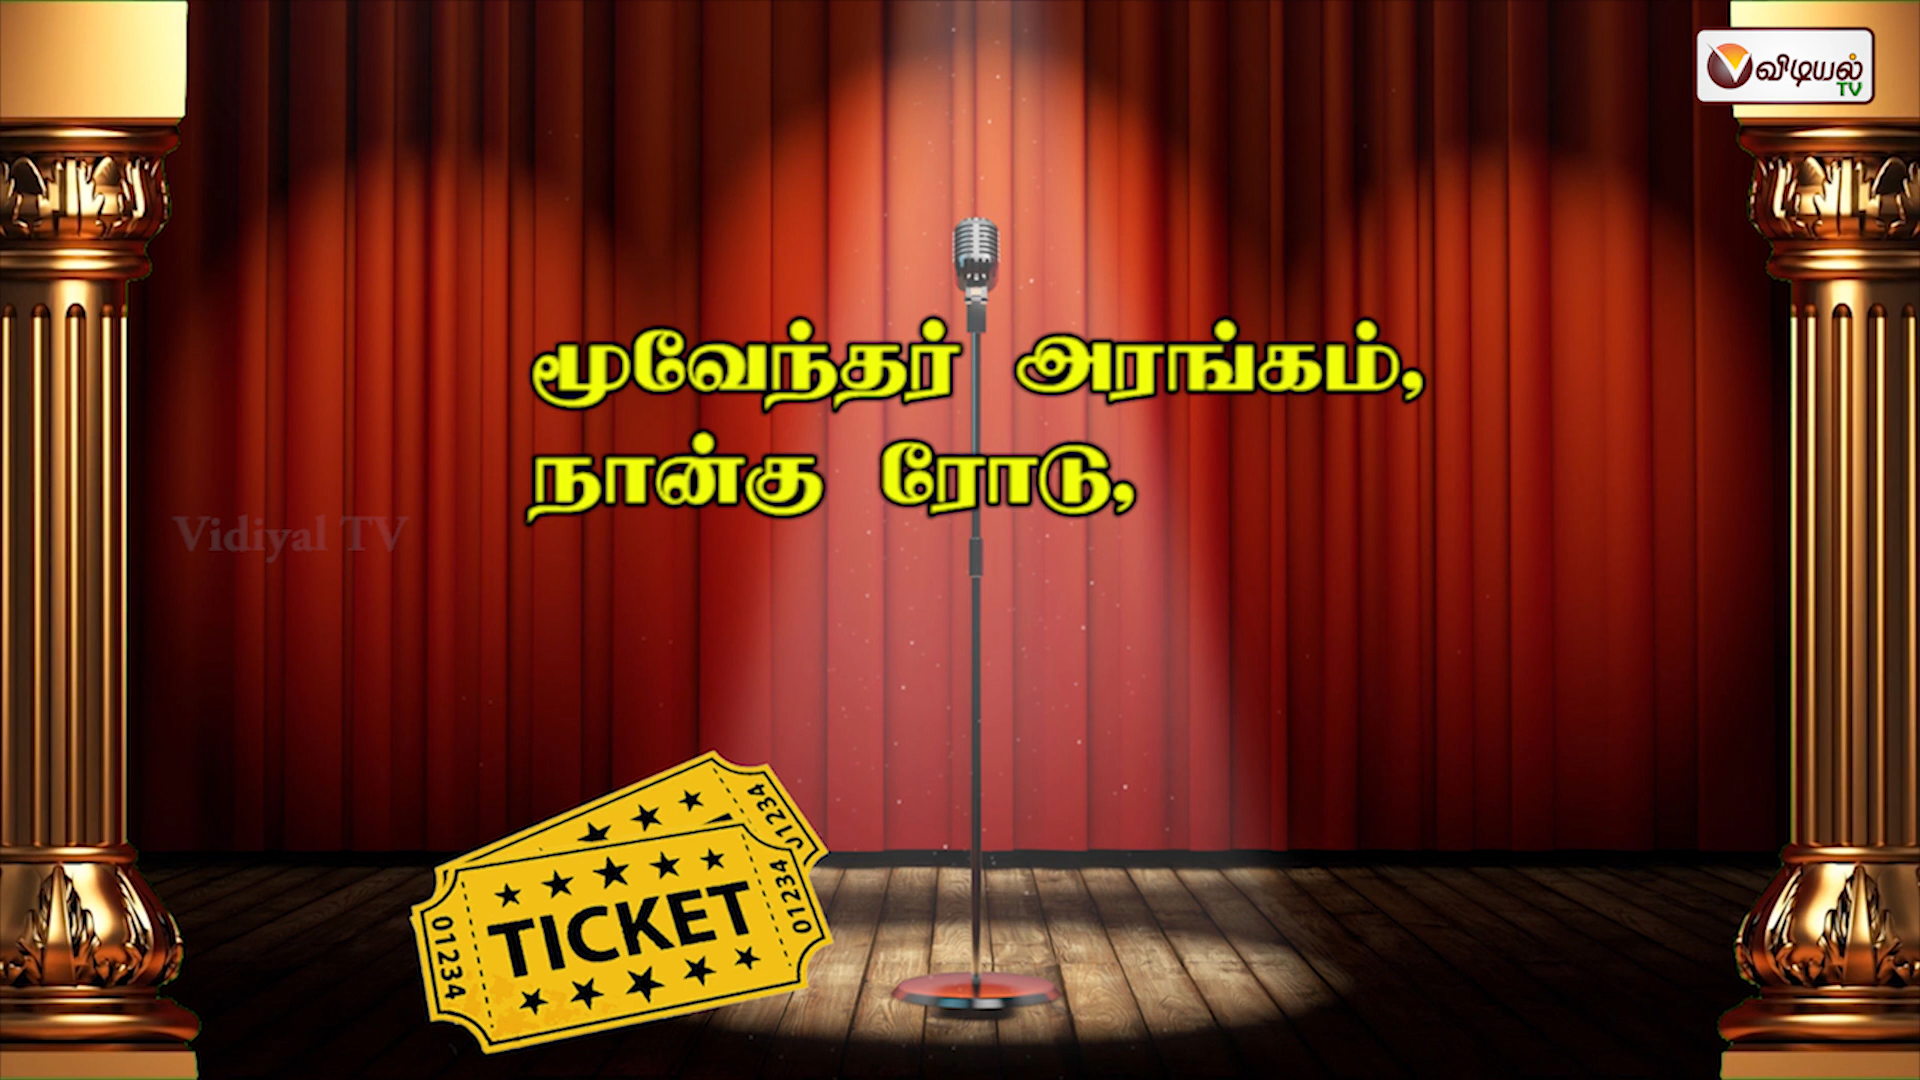 விடியல்
TV
மூவேந்தர் அரங்கம்,
நான்கு ரோடு,
Vidiyal TV
01234
TICKET
01234
01234